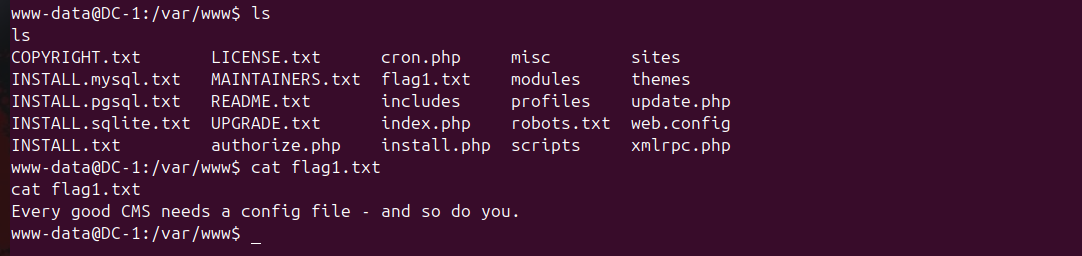 www-data@DC-1:/var/www$ ls
ls
COPYRIGHT.txt LICENSE.txt cron.php misc sites
INSTALL.mysql.txt MAINTAINERS.txt flag1.txt modules themes
INSTALL.pgsql.txt README.txt includes profiles update.php
INSTALL.sqlite.txt UPGRADE.txt index.php robots.txt web.config
INSTALL.txt authorize.php install.php scripts xmlrpc.php
www-data@DC-1:/var/www$ cat flag1.txt
cat flag1.txt
Every good CMS needs a config file - and so do you.
www-data@DC-1:/var/www$ _